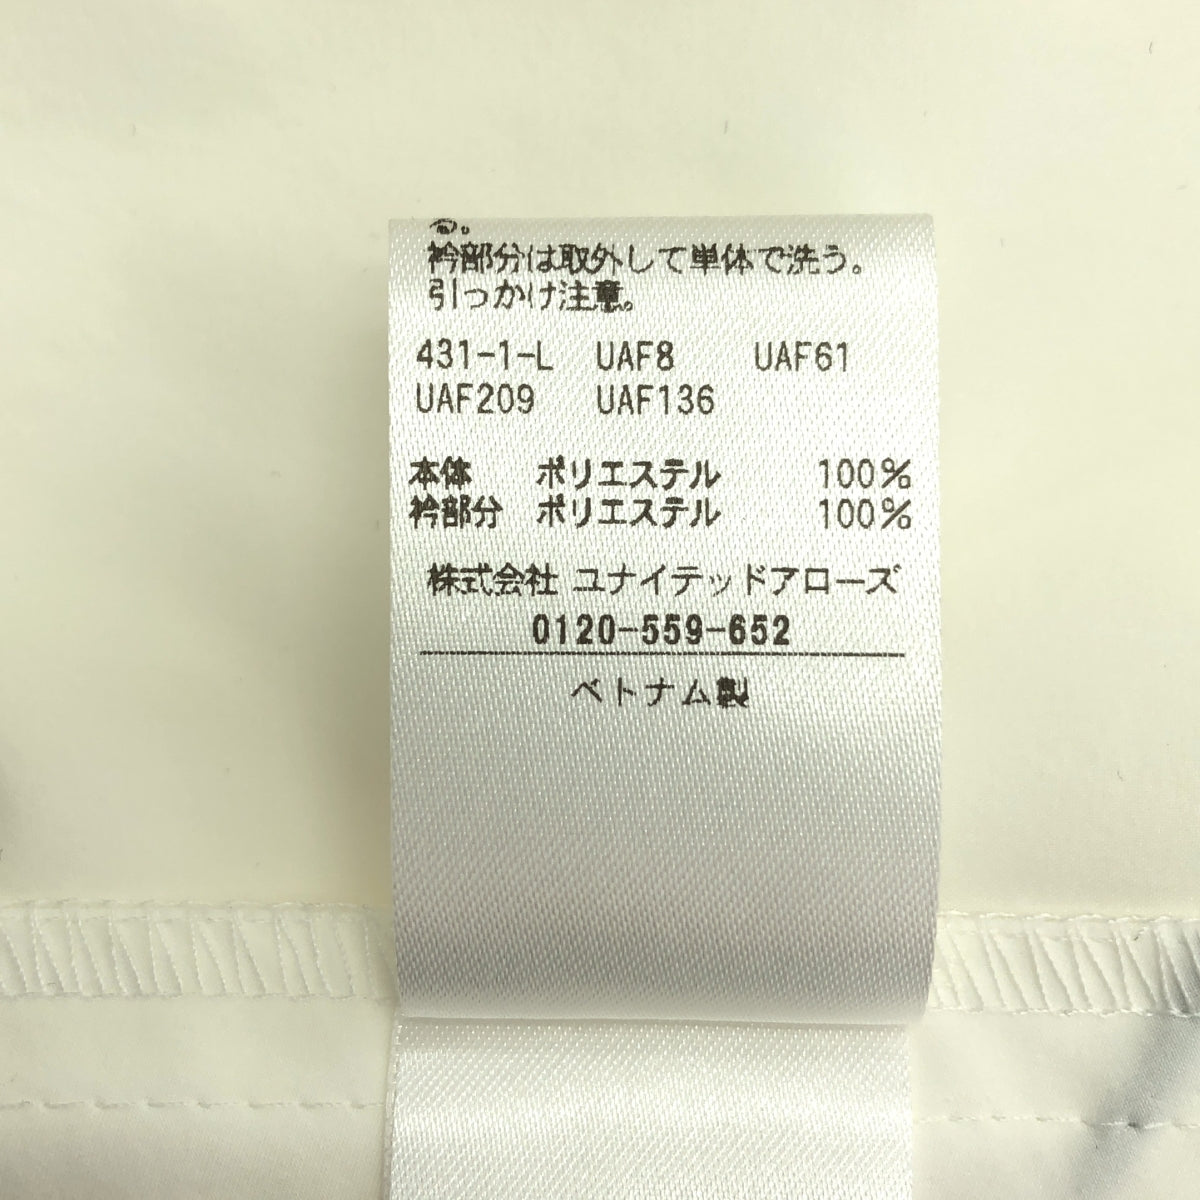 る。
衿部分は取外して単体で洗う。
引っかけ注意。
431-1-L UAF8 UAF61
UAF209 UAF136
本体 ポリエステル 100%
衿部分 ポリエステル 100%
株式会社 ユナイテッドアローズ
0120-559-652
ベトナム製